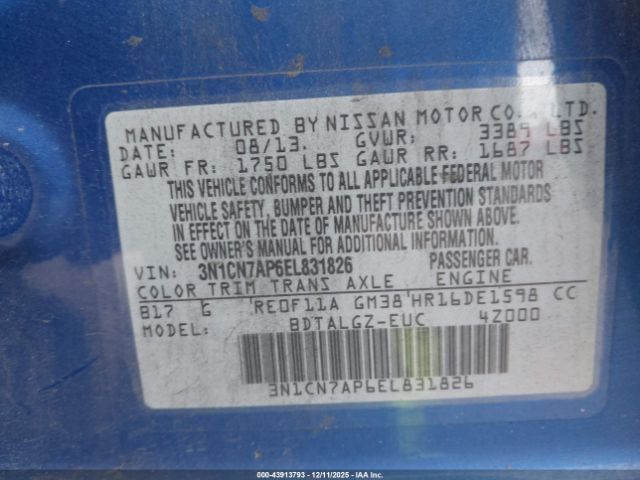 MANUFACTURED BY NISSAN MOTOR CO., LTD.
DATE: 08/13. GVWR: 3389 LBS
GAWR FR: 1750 LBS GAWR RR: 1687 LBS
THIS VEHICLE CONFORMS TO ALL APPLICABLE FEDERAL MOTOR
VEHICLE SAFETY, BUMPER AND THEFT PREVENTION STANDARDS
IN EFFECT ON THE DATE OF MANUFACTURE SHOWN ABOVE.
SEE OWNER'S MANUAL FOR ADDITIONAL INFORMATION.
VIN: 3N1CN7AP6EL831826 PASSENGER CAR.
COLOR TRIM TRANS AXLE ENGINE
B17 G RE0F11A GM38 HR16DE1598 CC
MODEL: BDTALGZ-EUC 4Z000
3N1CN7AP6EL831826
000-43913793 - 12/11/2025 - IAA, Inc.